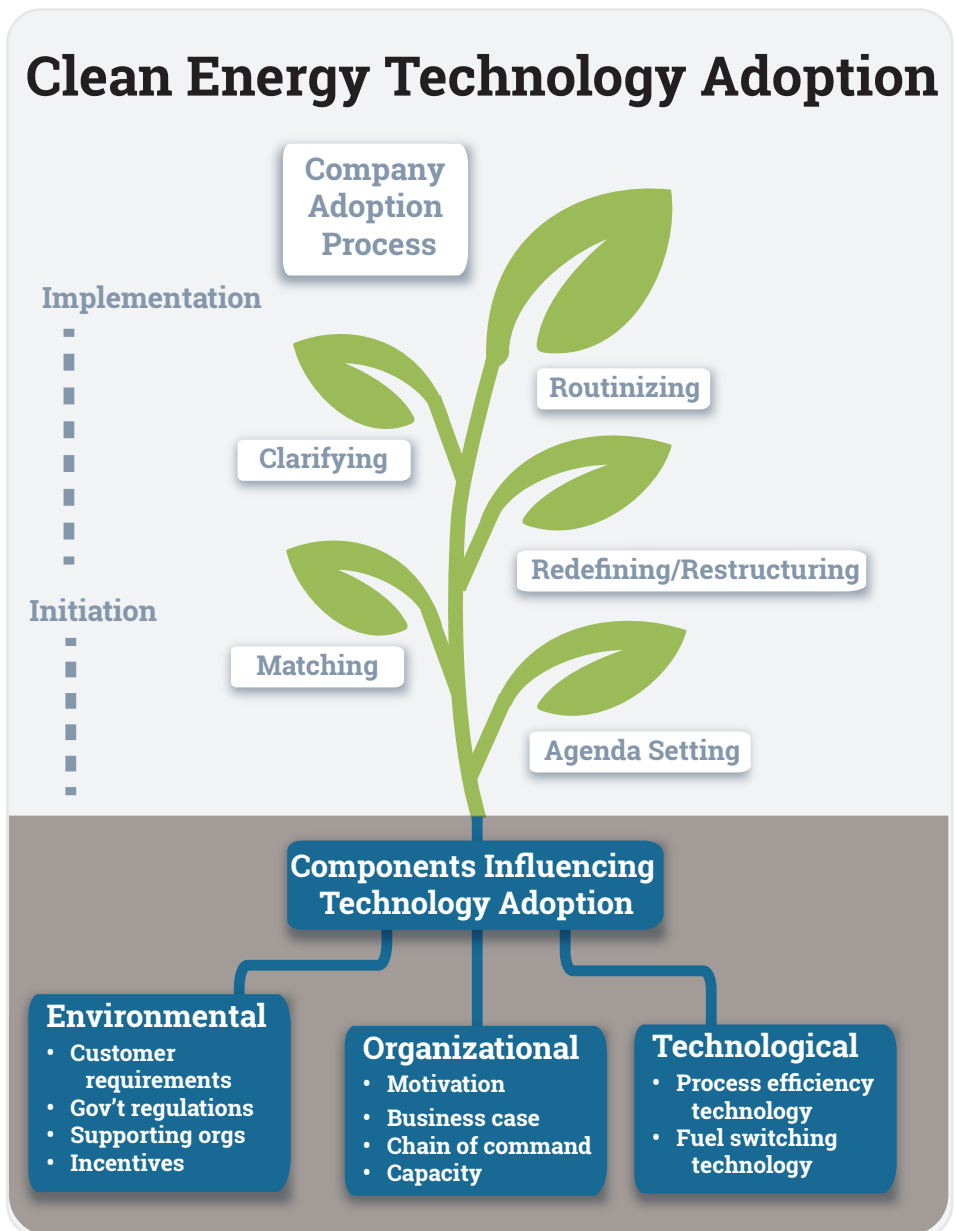 Clean Energy Technology Adoption
Company
Adoption
Process
Implementation
Routinizing
Clarifying
Redefining/Restructuring
Initiation
Matching
Agenda Setting
Components Influencing
Technology Adoption
Environmental
• Customer
requirements
• Gov't regulations
• Supporting orgs
• Incentives
Organizational
• Motivation
• Business case
• Chain of command
• Capacity
Technological
• Process efficiency
technology
• Fuel switching
technology